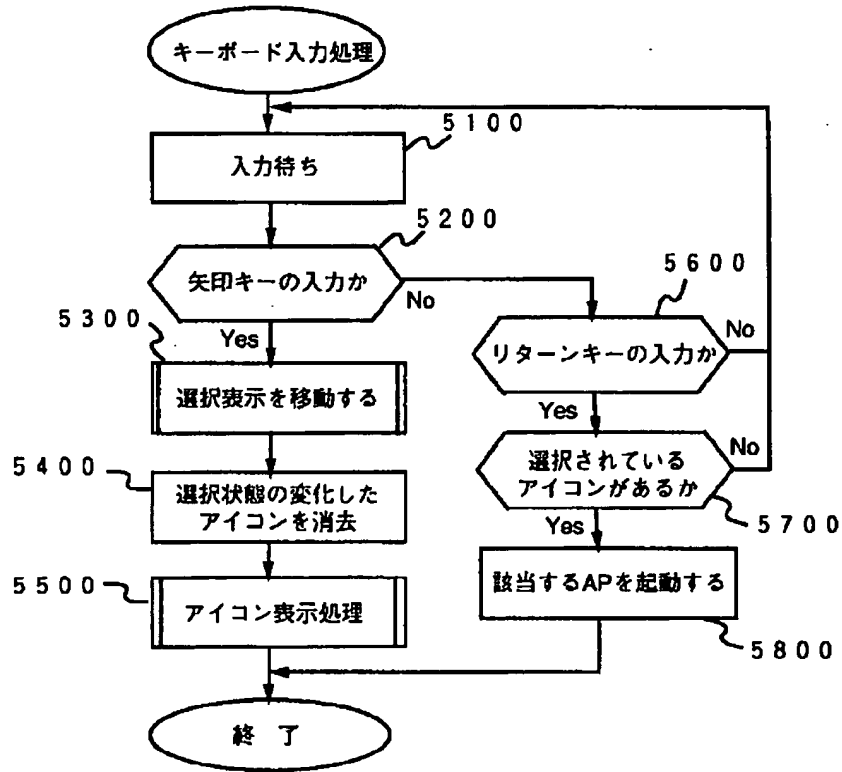 キーボード入力処理
5100
入力待ち
5200
矢印キーの入力か
No
5600
Yes
5300
リターンキーの入力か
No
選択表示を移動する
Yes
No
5400
選択されている
アイコンがあるか
選択状態の変化した
アイコンを消去
Yes
5700
5500
該当するAPを起動する
アイコン表示処理
5800
終 了